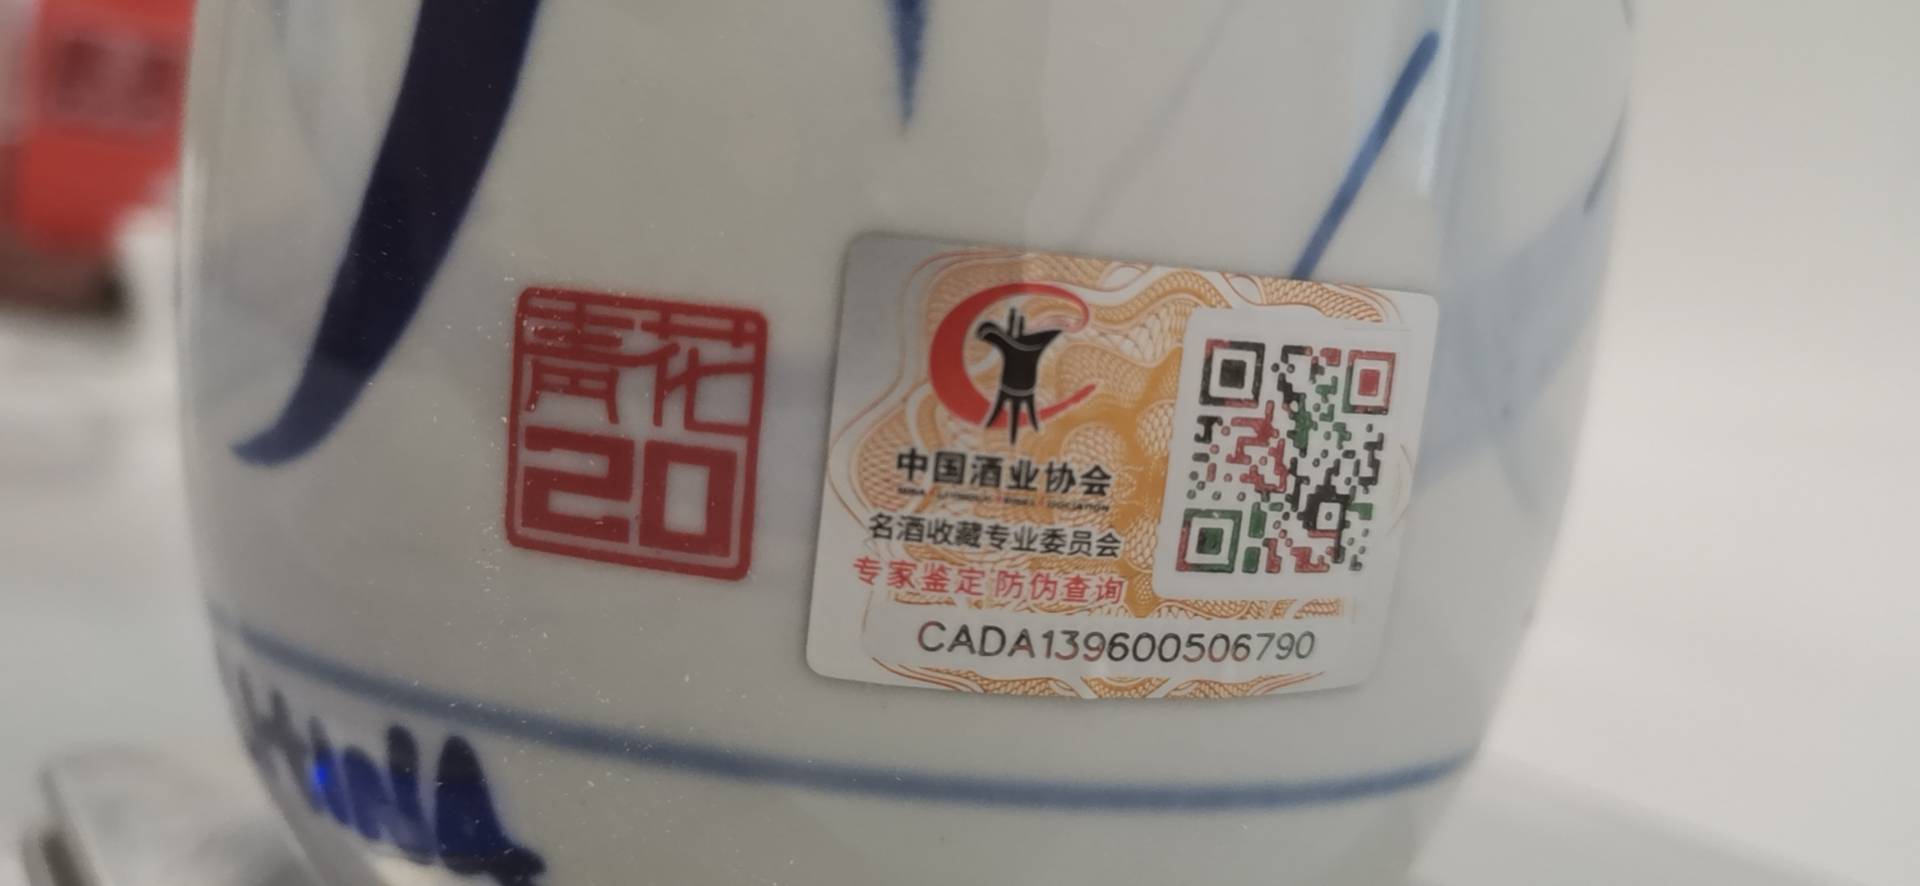 青花
20
中国酒业协会
名酒收藏专业委员会
专家鉴定 防伪查询
CADA139600506790